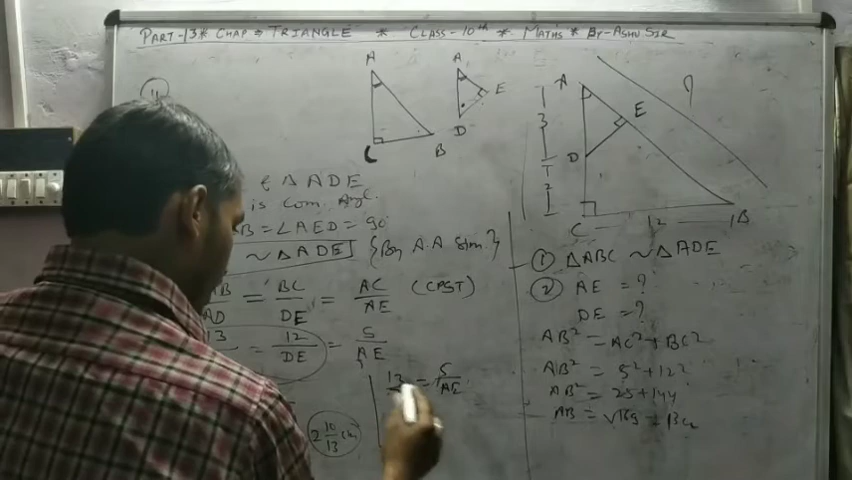 PART-13* CHAP ⇒ TRIANGLE * CLASS-10th * MATHS * By-ASHU SIR
11
A
C
B
A
E
D
A
E
D
C
12
B
3
2
?
& Δ ADE
is Com. Angle
B = ∠AED = 90°
~ Δ ADE {By A.A Sim.}
AB/AD = BC/DE = AC/AE (CPST)
13 = 12/DE = 5/AE
2 10/13 cm
13 = 5/AE
① ΔABC ~ ΔADE
② AE = ?
DE = ?
AB² = AC² + BC²
AB² = 5² + 12²
AB² = 25 + 144
AB = √169 = 13cm